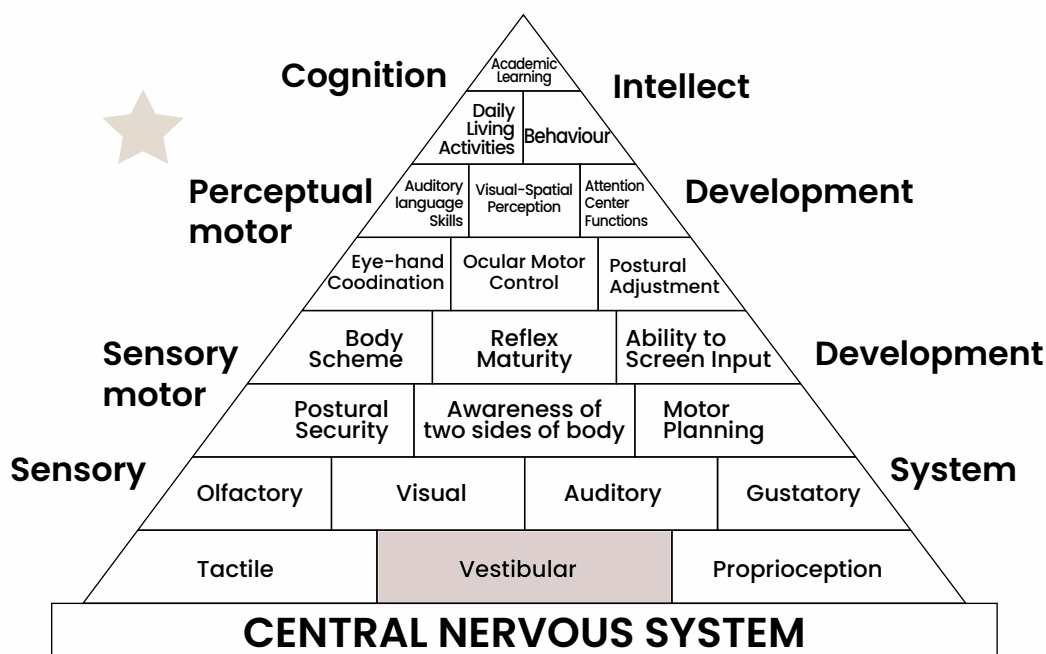 Academic
Learning
Cognition
Intellect
Daily
Living
Activities
Behaviour
Perceptual
motor
Auditory
language
Skills
Visual-Spatial
Perception
Attention
Center
Functions
Development
Eye-hand
Coodination
Ocular Motor
Control
Postural
Adjustment
Sensory
motor
Body
Scheme
Reflex
Maturity
Ability to
Screen Input
Development
Postural
Security
Awareness of
two sides of body
Motor
Planning
Sensory
System
Olfactory
Visual
Auditory
Gustatory
Tactile
Vestibular
Proprioception
CENTRAL NERVOUS SYSTEM